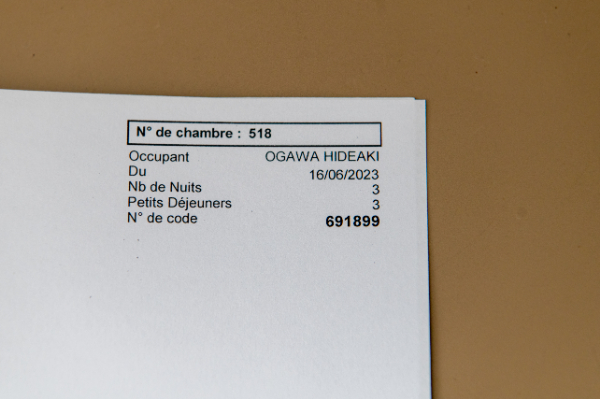 N° de chambre : 518
Occupant OGAWA HIDEAKI
Du 16/06/2023
Nb de Nuits 3
Petits Déjeuners 3
N° de code 691899